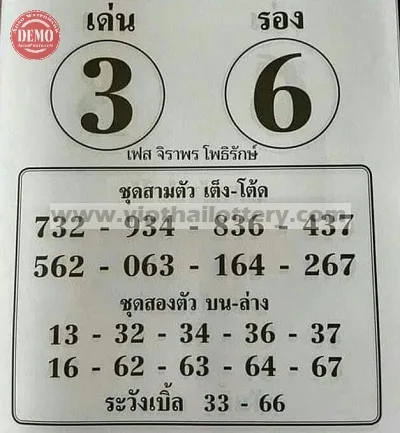 DEMO
เด่น รอง
3 6
เฟส จิราพร โพธิรักษ์
ชุดสามตัว เต็ง-โต้ด
www.vipthailottery.com
732 - 934 - 836 - 437
562 - 063 - 164 - 267
ชุดสองตัว บน-ล่าง
13 - 32 - 34 - 36 - 37
16 - 62 - 63 - 64 - 67
ระวังเบิ้ล 33 - 66